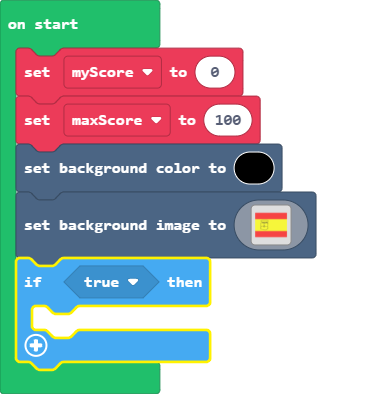 on start
set myScore to 0
set maxScore to 100
set background color to
set background image to
if true then